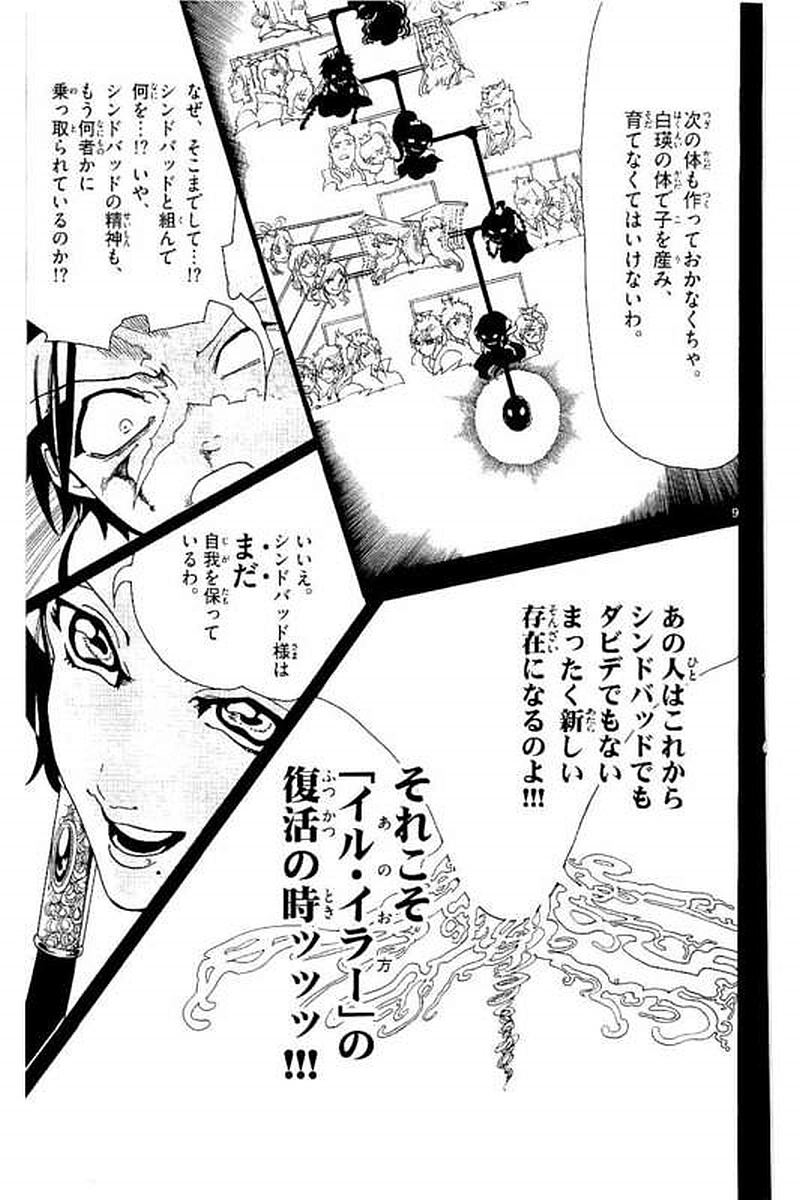 次の体も作っておかなくちゃ。
白瑛の体で子を産み、
育てなくてはいけないわ。
なぜ、そこまでして…!?
シンドバッドと組んで
何を…!? いや、
シンドバッドの精神も、
もう何者かに
乗っ取られているのか!?
9
いいえ。
シンドバッド様は
まだ
自我を保って
いるわ。
あの人はこれから
シンドバッドでも
ダビデでもない
まったく新しい
存在になるのよ!!!
それこそ
「イル・イラー」の
復活の時ッッッ!!!